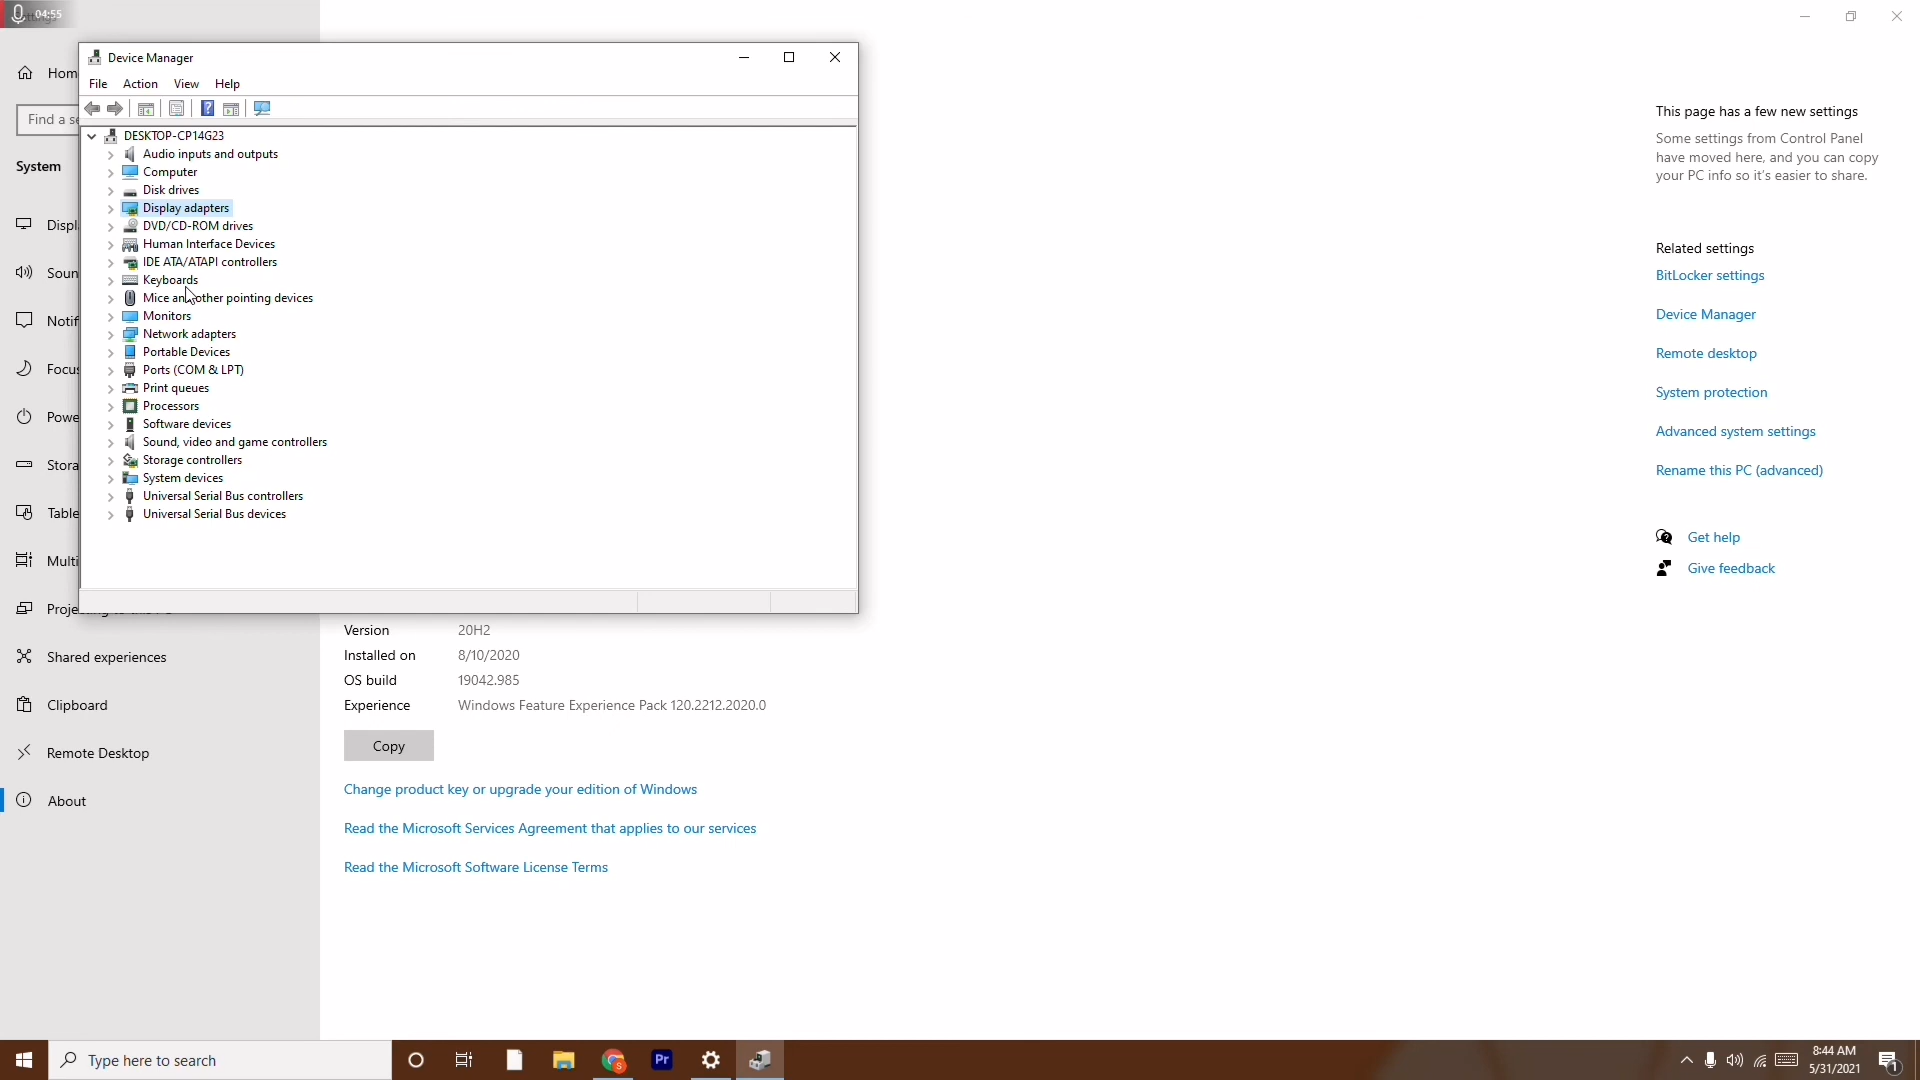 04:55
Device Manager
File Action View Help
DESKTOP-CP14G23
Audio inputs and outputs
Computer
Disk drives
Display adapters
DVD/CD-ROM drives
Human Interface Devices
IDE ATA/ATAPI controllers
Keyboards
Mice and other pointing devices
Monitors
Network adapters
Portable Devices
Ports (COM & LPT)
Print queues
Processors
Software devices
Sound, video and game controllers
Storage controllers
System devices
Universal Serial Bus controllers
Universal Serial Bus devices
Hom
Find a se
System
Displ
Soun
Notif
Focus
Powe
Stora
Table
Multi
Shared experiences
Clipboard
Remote Desktop
About
Version 20H2
Installed on 8/10/2020
OS build 19042.985
Experience Windows Feature Experience Pack 120.2212.2020.0
Copy
Change product key or upgrade your edition of Windows
Read the Microsoft Services Agreement that applies to our services
Read the Microsoft Software License Terms
This page has a few new settings
Some settings from Control Panel
have moved here, and you can copy
your PC info so it's easier to share.
Related settings
BitLocker settings
Device Manager
Remote desktop
System protection
Advanced system settings
Rename this PC (advanced)
Get help
Give feedback
Type here to search
S
Pr
8:44 AM
5/31/2021
1